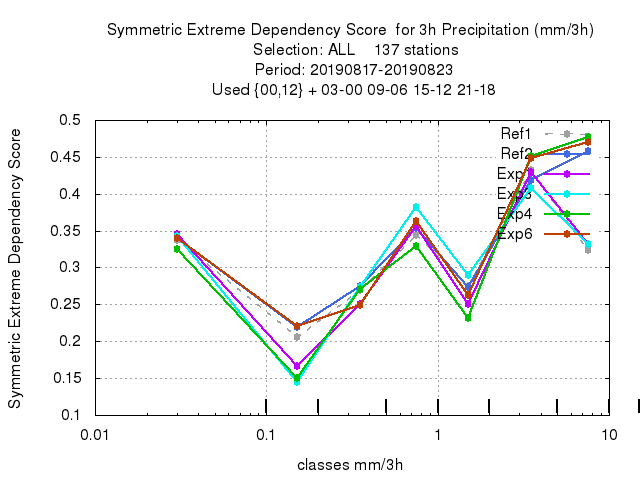 Symmetric Extreme Dependency Score  for 3h Precipitation (mm/3h)
Selection: ALL    137 stations
Period: 20190817-20190823
Used {00,12} + 03-00 09-06 15-12 21-18
Symmetric Extreme Dependency Score
0.5
0.45
0.4
0.35
0.3
0.25
0.2
0.15
0.1
Ref1
Ref2
Exp4
Exp6
0.01
0.1
1
10
classes mm/3h